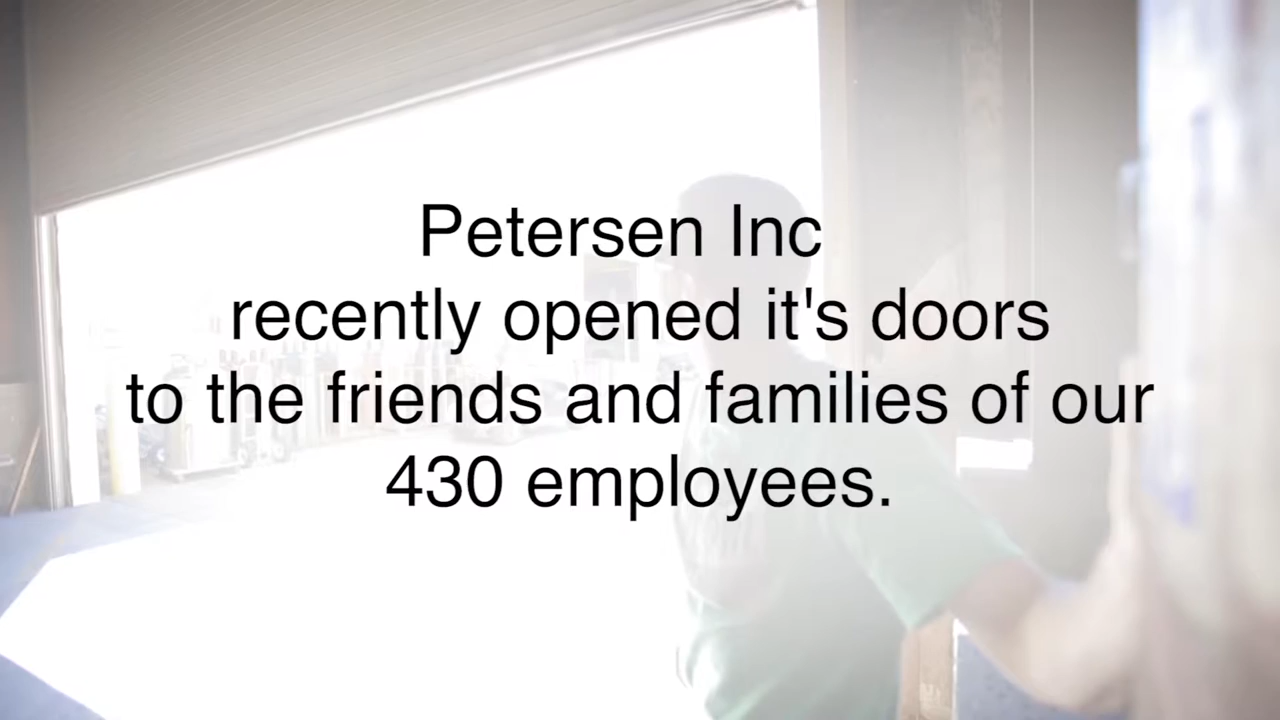 Petersen Inc
recently opened it's doors
to the friends and families of our
430 employees.